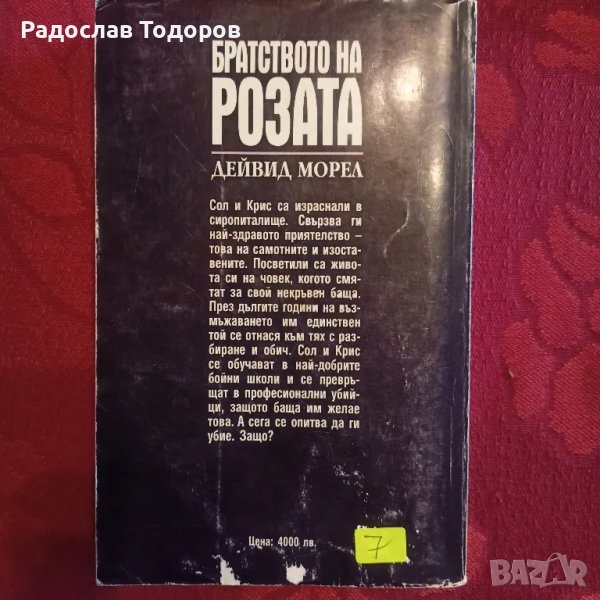 Радослав Тодоров
БРАТСТВОТО НА
РОЗАТА
ДЕЙВИД МОРЕЛ
Сол и Крис са израснали в
сиропиталище. Свързва ги
най-здравото приятелство –
това на самотните и изоста-
вените. Посветили са живо-
та си на човек, когото смя-
тат за свой некръвен баща.
През дългите години на въз-
мъжаването им единствен
той се отнася към тях с раз-
биране и обич. Сол и Крис
се обучават в най-добрите
бойни школи и се превръ-
щат в професионални убий-
ци, защото баща им желае
това. А сега се опитва да ги
убие. Защо?
Цена: 4000 лв.
7
BAZAR